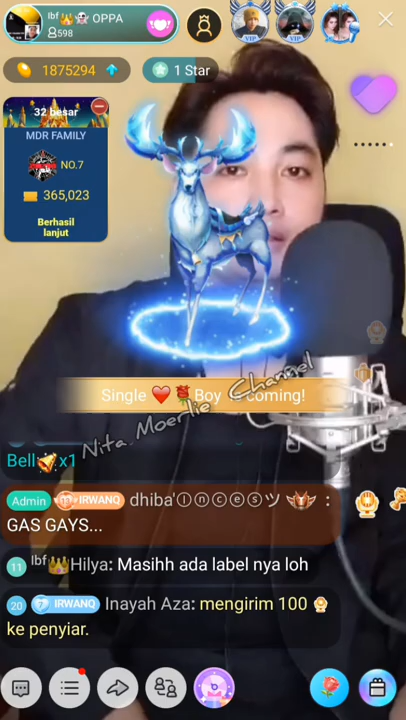 lbf👑👻 OPPA
598
VIP
VIP
1875294
1 Star
32 besar
MDR FAMILY
NO.7
365,023
Berhasil
lanjut
Single ❤️🌹Boy is coming!
Nita Moerlie Channel
Bell x1
Admin IRWANQ dhiba'ⓘⓝⓒⓔⓢツ :
GAS GAYS...
11 lbf👑Hilya: Masihh ada label nya loh
20 IRWANQ Inayah Aza: mengirim 100
ke penyiar.